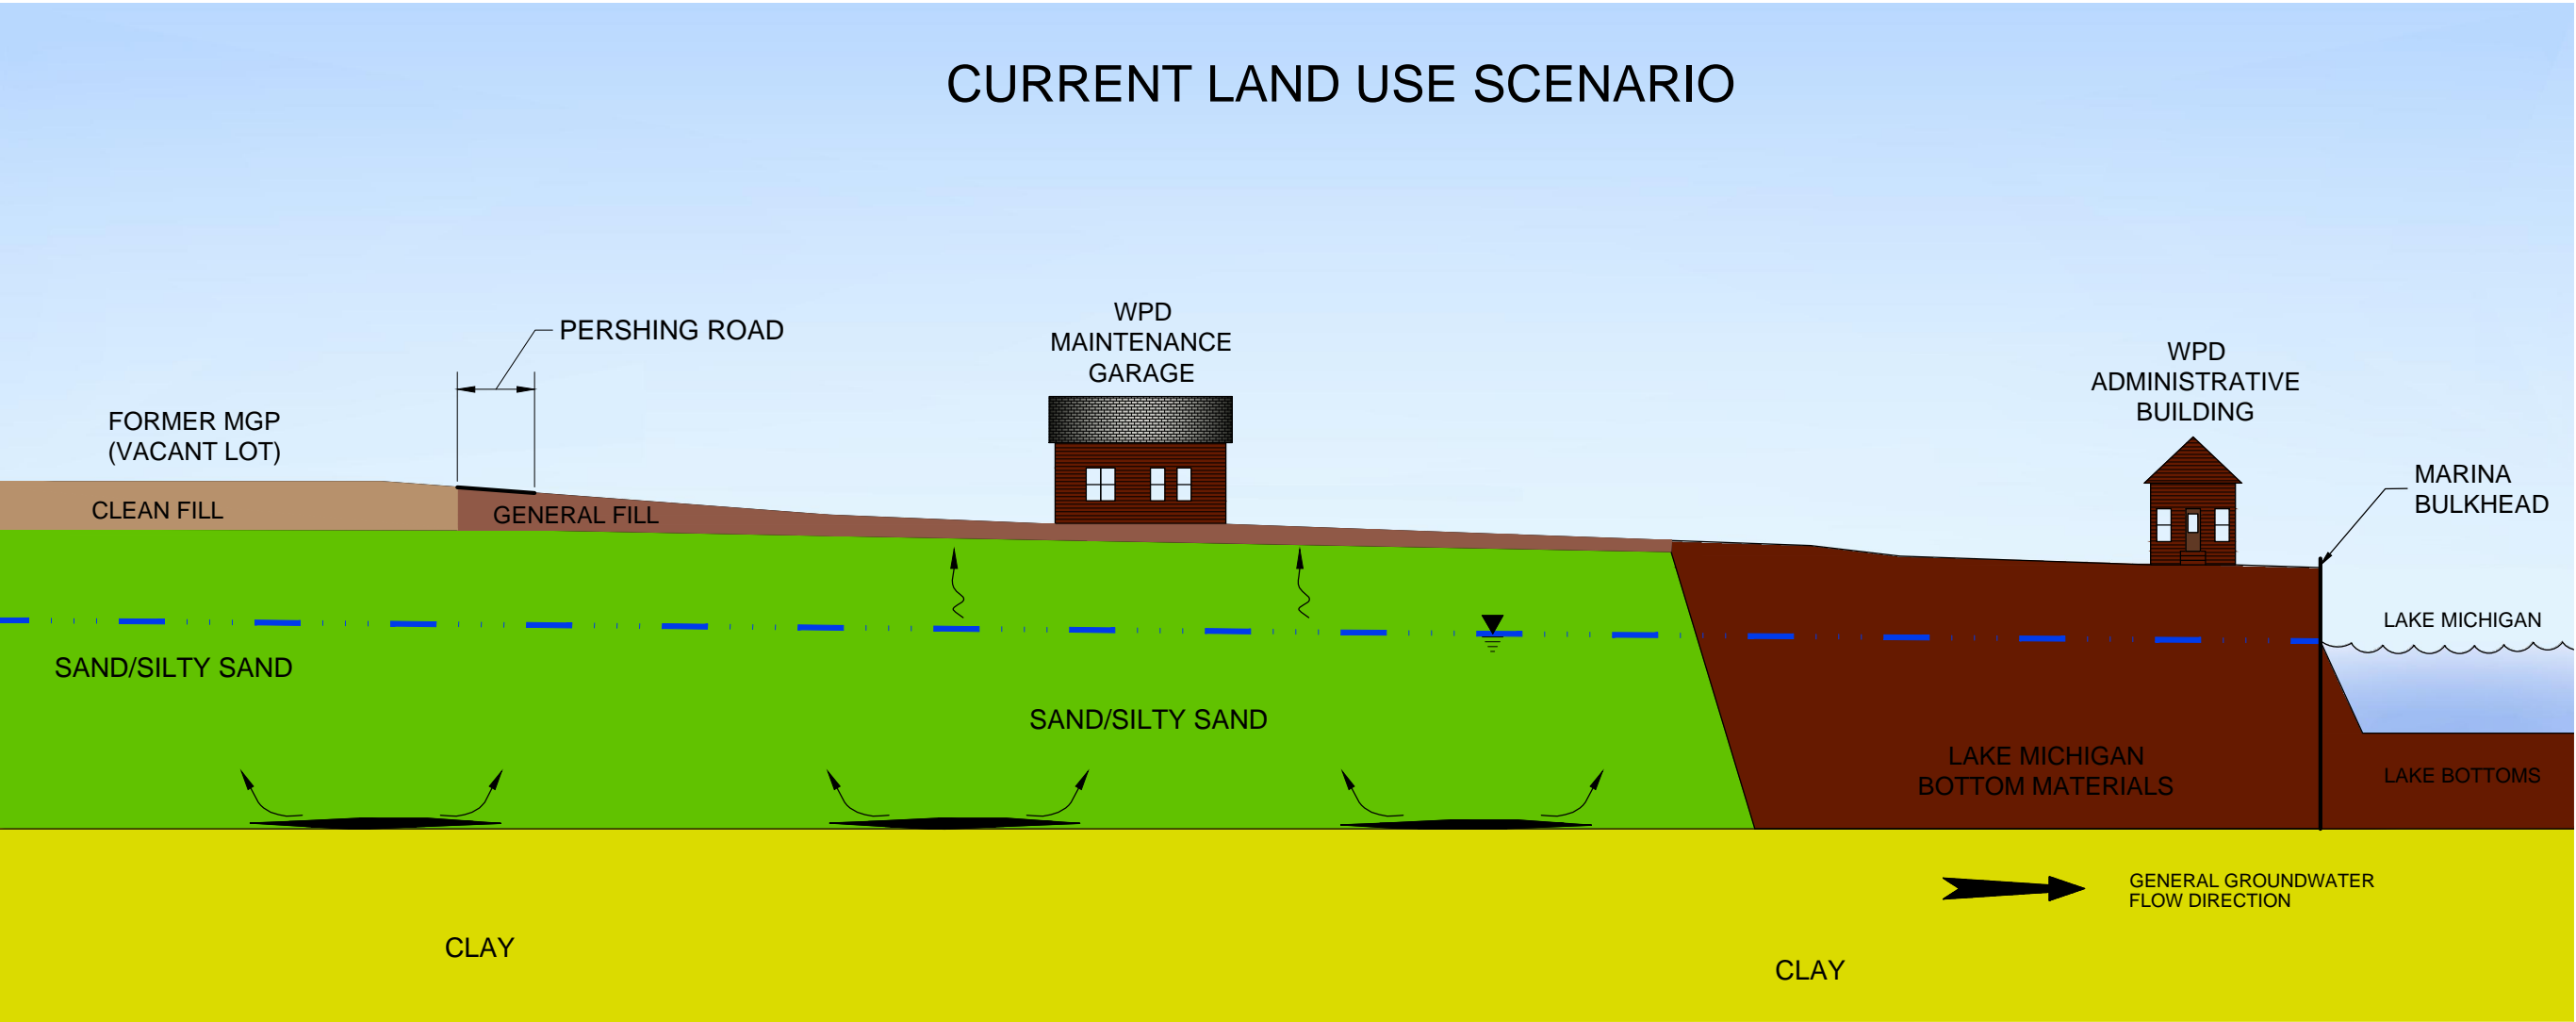 CURRENT LAND USE SCENARIO
PERSHING ROAD
WPD
MAINTENANCE
GARAGE
WPD
ADMINISTRATIVE
BUILDING
FORMER MGP
(VACANT LOT)
MARINA
BULKHEAD
CLEAN FILL
GENERAL FILL
LAKE MICHIGAN
SAND/SILTY SAND
SAND/SILTY SAND
LAKE MICHIGAN
BOTTOM MATERIALS
LAKE BOTTOMS
GENERAL GROUNDWATER
FLOW DIRECTION
CLAY
CLAY